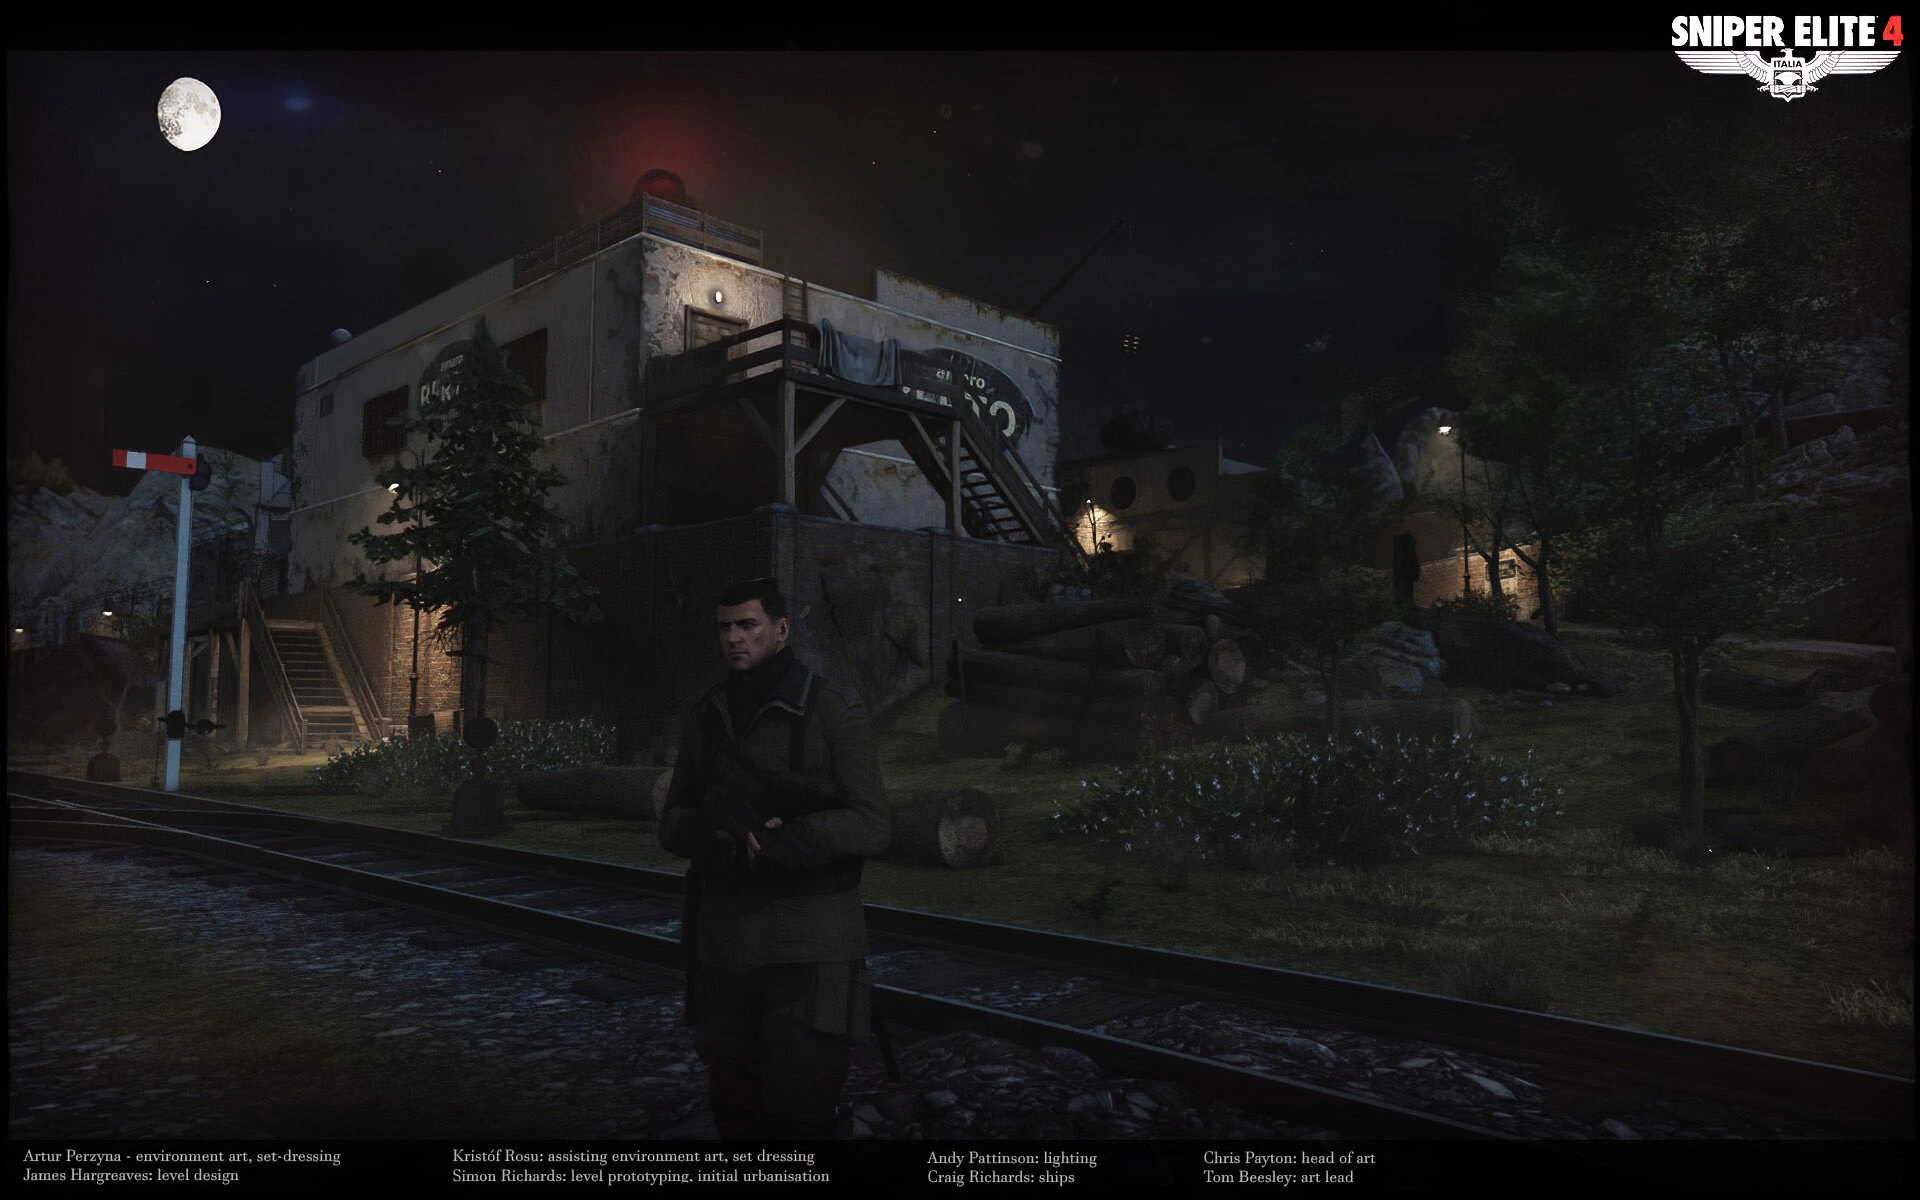 SNIPER ELITE 4
ITALIA
amaro
Artur Perzyna - environment art, set-dressing
James Hargreaves: level design
Kristóf Rosu: assisting environment art, set dressing
Simon Richards: level prototyping, initial urbanisation
Andy Pattinson: lighting
Craig Richards: ships
Chris Payton: head of art
Tom Beesley: art lead